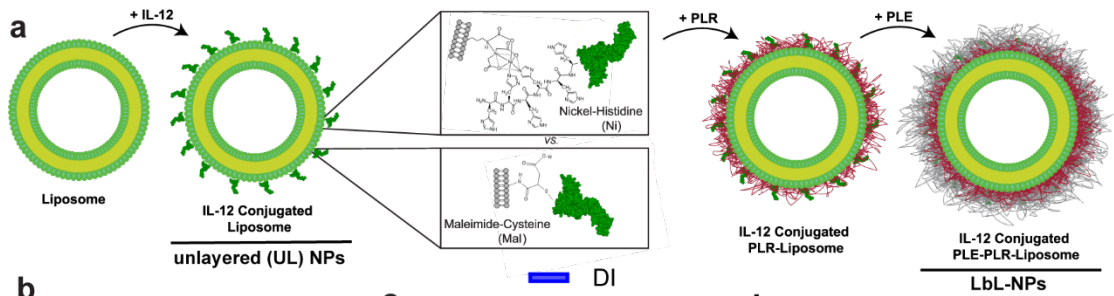 a
+ IL-12
+ PLR
+ PLE
Nickel-Histidine
(Ni)
vs.
Maleimide-Cysteine
(Mal)
Liposome
IL-12 Conjugated
Liposome
unlayered (UL) NPs
IL-12 Conjugated
PLR-Liposome
IL-12 Conjugated
PLE-PLR-Liposome
LbL-NPs
b
DI